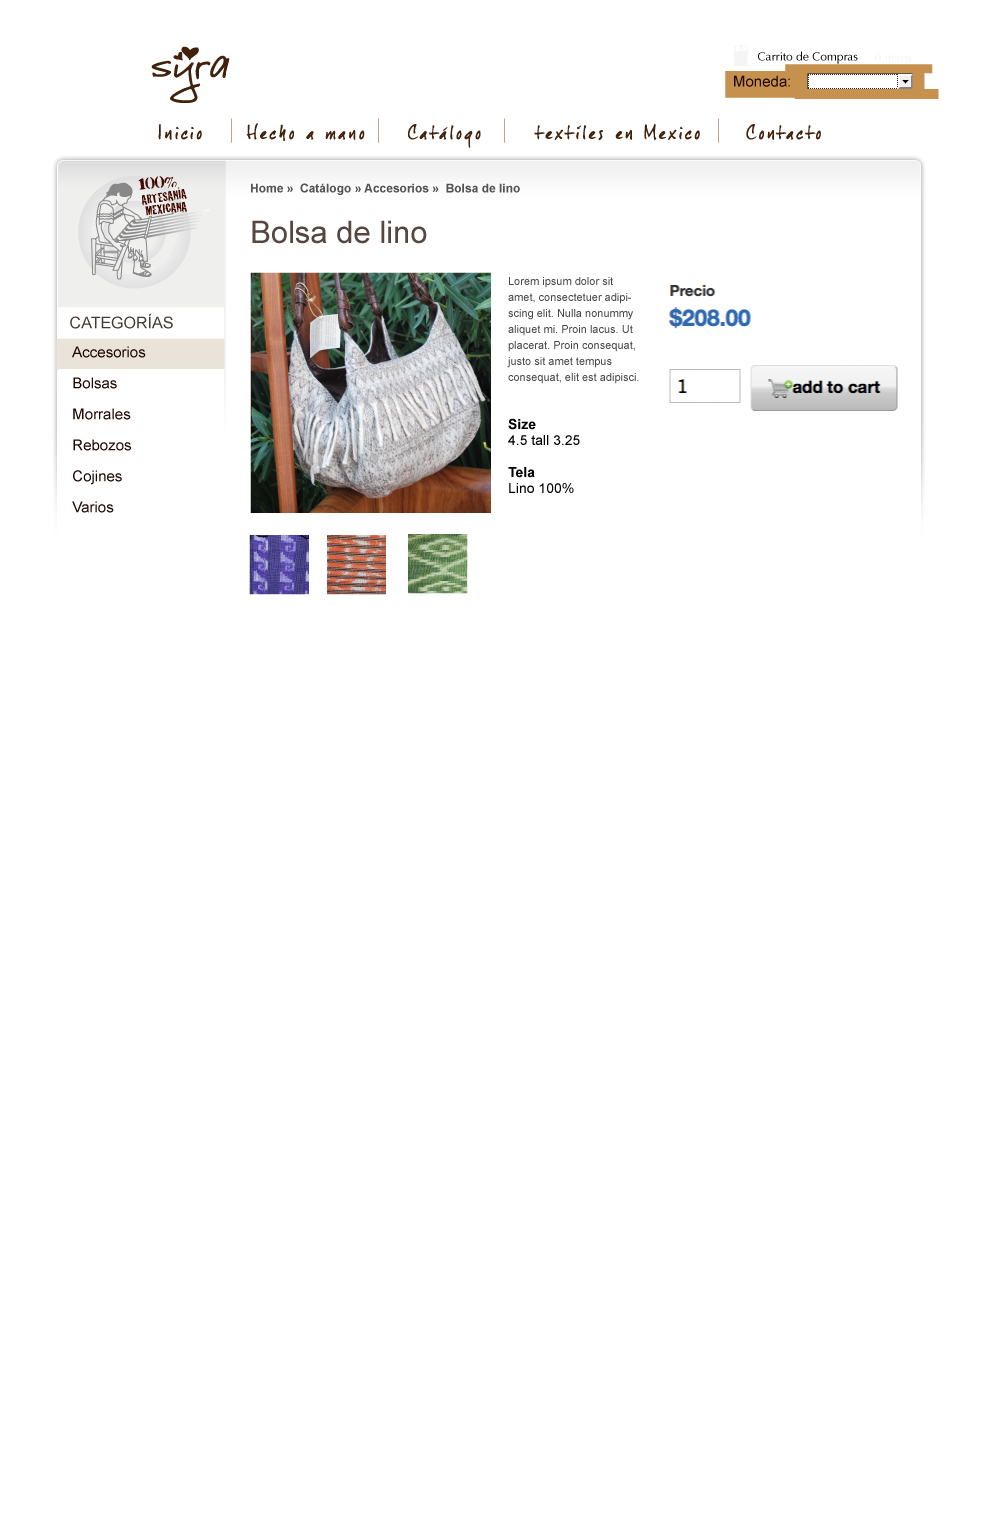 syra
Carrito de Compras
Moneda:
Inicio
Hecho a mano
Catálogo
textiles en Mexico
Contacto
100%
ARTESANÍA
MEXICANA
CATEGORÍAS
Accesorios
Bolsas
Morrales
Rebozos
Cojines
Varios
Home » Catálogo » Accesorios » Bolsa de lino
Bolsa de lino
Lorem ipsum dolor sit
amet, consectetuer adipi-
scing elit. Nulla nonummy
aliquet mi. Proin lacus. Ut
placerat. Proin consequat,
justo sit amet tempus
consequat, elit est adipisci.
Size
4.5 tall 3.25
Tela
Lino 100%
Precio
$208.00
1
add to cart